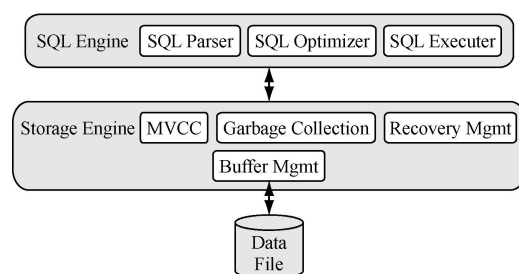 SQL Engine SQL Parser SQL Optimizer SQL Executer
Storage Engine MVCC Garbage Collection Recovery Mgmt
Buffer Mgmt
Data
File